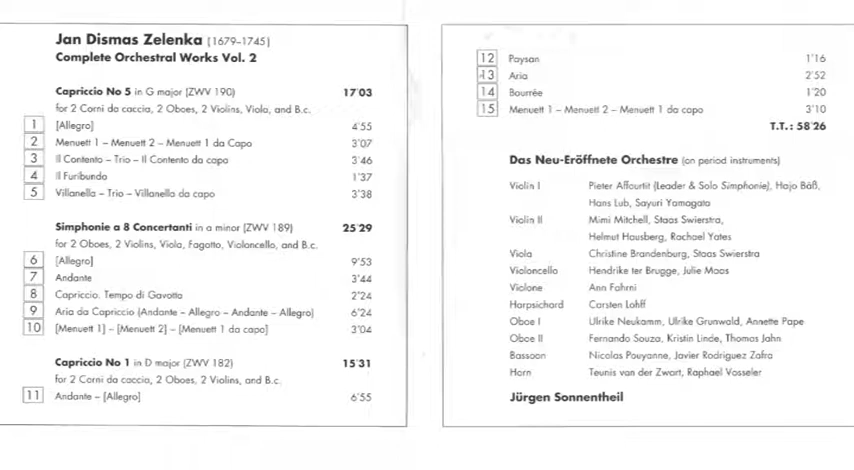 Jan Dismas Zelenka (1679–1745)
Complete Orchestral Works Vol. 2
Capriccio No 5 in G major (ZWV 190) 17'03
for 2 Corni da caccia, 2 Oboes, 2 Violins, Viola, and B.c.
1 [Allegro] 4'55
2 Menuett 1 – Menuett 2 – Menuett 1 da Capo 3'07
3 Il Contento – Trio – Il Contento da capo 3'46
4 Il Furibundo 1'37
5 Villanella – Trio – Villanella da capo 3'38
Simphonie a 8 Concertanti in a minor (ZWV 189) 25'29
for 2 Oboes, 2 Violins, Viola, Fagotto, Violoncello, and B.c.
6 [Allegro] 9'53
7 Andante 3'44
8 Capriccio. Tempo di Gavotta 2'24
9 Aria da Capriccio (Andante – Allegro – Andante – Allegro) 6'24
10 [Menuett 1] – [Menuett 2] – [Menuett 1 da capo] 3'04
Capriccio No 1 in D major (ZWV 182) 15'31
for 2 Corni da caccia, 2 Oboes, 2 Violins, and B.c.
11 Andante – [Allegro] 6'55
12 Paysan 1'16
13 Aria 2'52
14 Bourrée 1'20
15 Menuett 1 – Menuett 2 – Menuett 1 da capo 3'10
T.T.: 58'26
Das Neu-Eröffnete Orchestre (on period instruments)
Violin I Pieter Affourtit (Leader & Solo Simphonie), Hajo Bäß,
Hans Lub, Sayuri Yamagata
Violin II Mimi Mitchell, Staas Swierstra,
Helmut Hausberg, Rachael Yates
Viola Christine Brandenburg, Staas Swierstra
Violoncello Hendrike ter Brugge, Julie Maas
Violone Ann Fahrni
Harpsichord Carsten Lohff
Oboe I Ulrike Neukamm, Ulrike Grunwald, Annette Pape
Oboe II Fernando Souza, Kristin Linde, Thomas Jahn
Bassoon Nicolas Pouyanne, Javier Rodriguez Zafra
Horn Teunis van der Zwart, Raphael Vosseler
Jürgen Sonnentheil